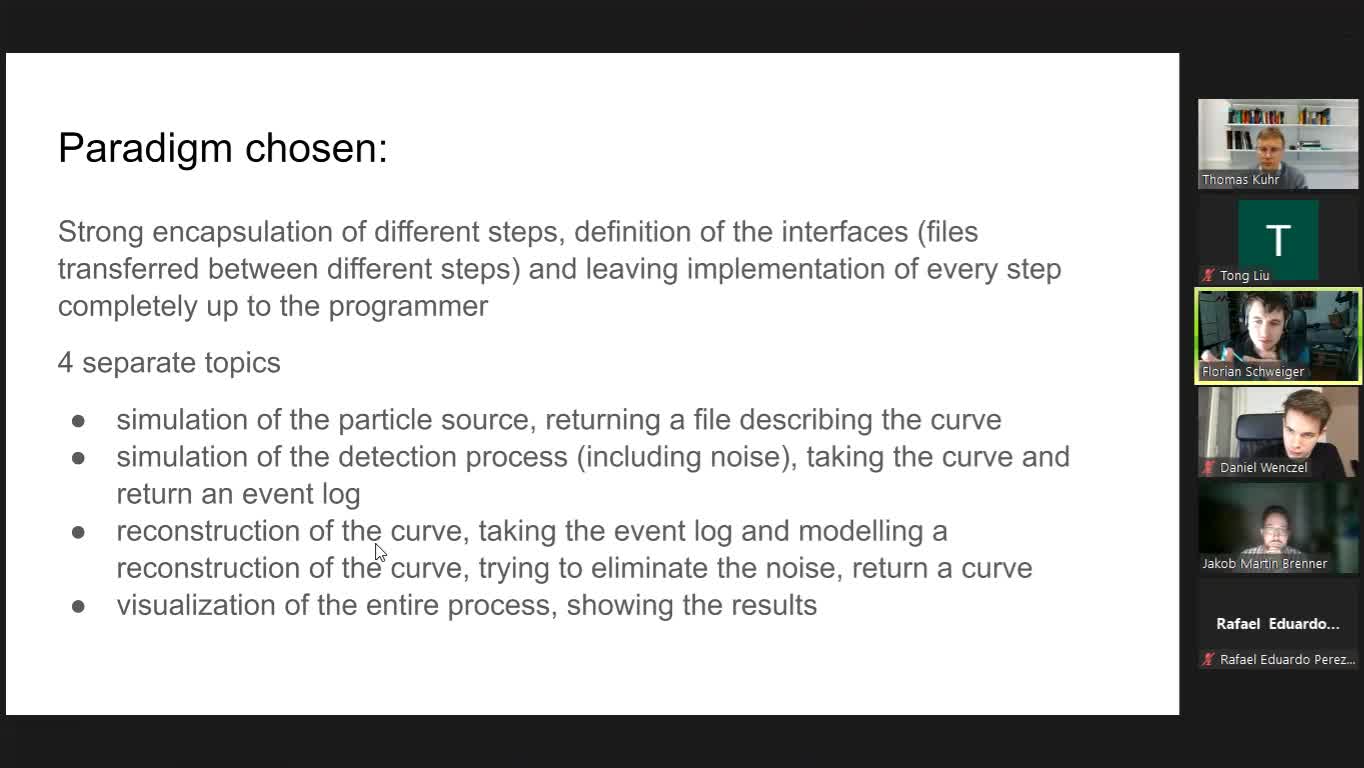 Paradigm chosen:
Strong encapsulation of different steps, definition of the interfaces (files
transferred between different steps) and leaving implementation of every step
completely up to the programmer
4 separate topics
● simulation of the particle source, returning a file describing the curve
● simulation of the detection process (including noise), taking the curve and
return an event log
● reconstruction of the curve, taking the event log and modelling a
reconstruction of the curve, trying to eliminate the noise, return a curve
● visualization of the entire process, showing the results
Thomas Kuhr
T
Tong Liu
Florian Schweiger
Daniel Wenczel
Jakob Martin Brenner
Rafael Eduardo...
Rafael Eduardo Perez...